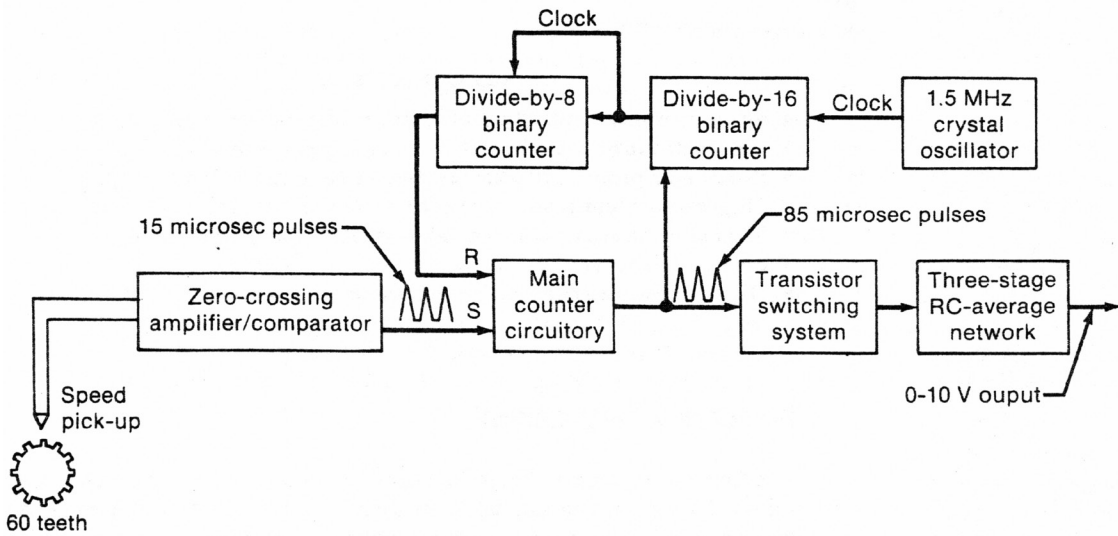 Clock
Divide-by-8
binary
counter
Divide-by-16
binary
counter
Clock
1.5 MHz
crystal
oscillator
15 microsec pulses
85 microsec pulses
R
S
Zero-crossing
amplifier/comparator
Main
counter
circuitory
Transistor
switching
system
Three-stage
RC-average
network
0-10 V ouput
Speed
pick-up
60 teeth